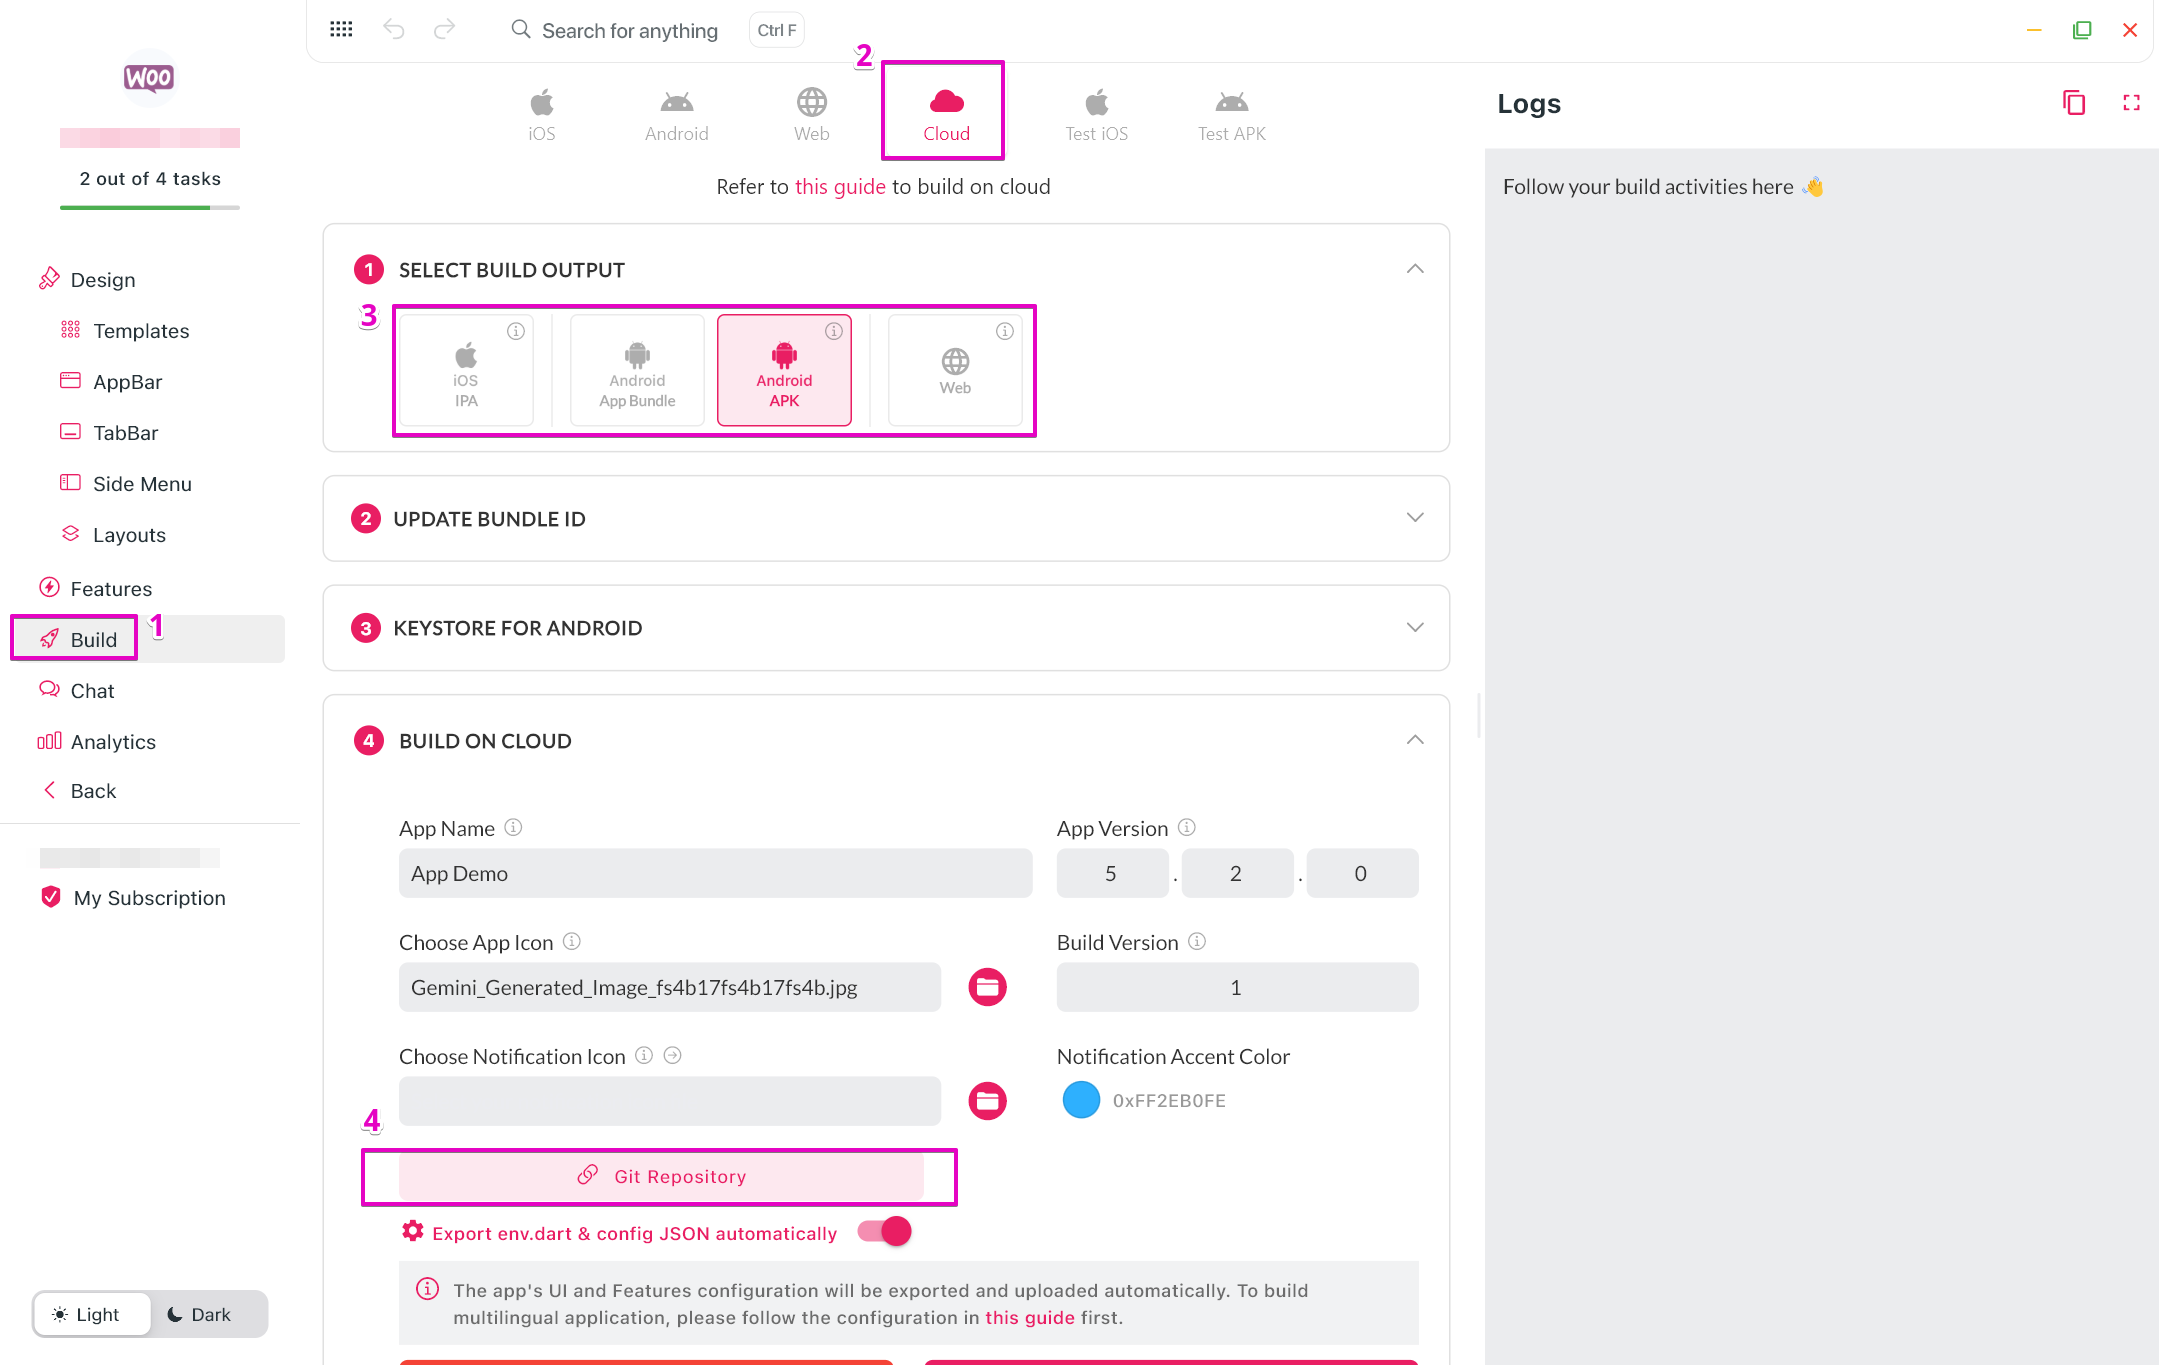 Search for anything
Ctrl F
WOO
2 out of 4 tasks
Design
Templates
AppBar
TabBar
Side Menu
Layouts
Features
Build
1
Chat
Analytics
Back
My Subscription
Light
Dark
2
iOS
Android
Web
Cloud
Test iOS
Test APK
Refer to this guide to build on cloud
1 SELECT BUILD OUTPUT
3
iOS
IPA
Android
App Bundle
Android
APK
Web
2 UPDATE BUNDLE ID
3 KEYSTORE FOR ANDROID
4 BUILD ON CLOUD
App Name
App Demo
App Version
5 . 2 . 0
Choose App Icon
Gemini_Generated_Image_fs4b17fs4b17fs4b.jpg
Build Version
1
Choose Notification Icon
Notification Accent Color
0xFF2EB0FE
4
Git Repository
Export env.dart & config JSON automatically
The app's UI and Features configuration will be exported and uploaded automatically. To build
multilingual application, please follow the configuration in this guide first.
Logs
Follow your build activities here 👋